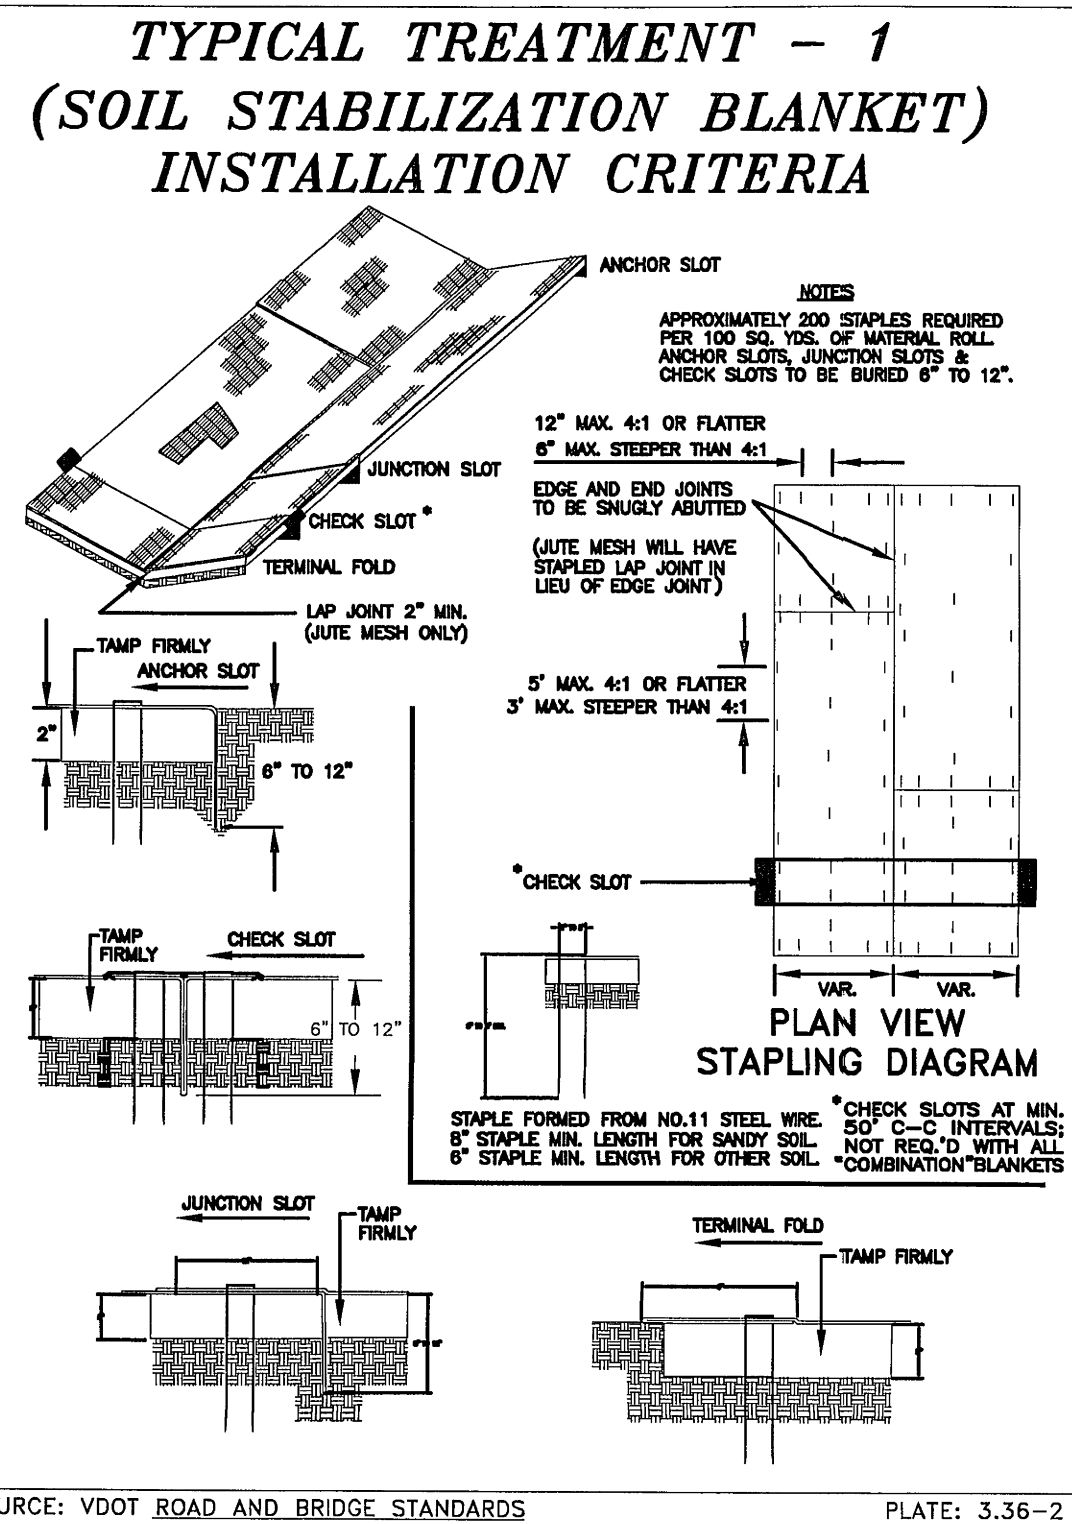 TYPICAL TREATMENT - 1
(SOIL STABILIZATION BLANKET)
INSTALLATION CRITERIA
ANCHOR SLOT
NOTES
APPROXIMATELY 200 STAPLES REQUIRED
PER 100 SQ. YDS. OF MATERIAL ROLL
ANCHOR SLOTS, JUNCTION SLOTS &
CHECK SLOTS TO BE BURIED 6" TO 12".
12" MAX. 4:1 OR FLATTER
6" MAX. STEEPER THAN 4:1
JUNCTION SLOT
EDGE AND END JOINTS
TO BE SNUGLY ABUTTED
CHECK SLOT *
(JUTE MESH WILL HAVE
STAPLED LAP JOINT IN
LIEU OF EDGE JOINT)
TERMINAL FOLD
LAP JOINT 2" MIN.
(JUTE MESH ONLY)
TAMP FIRMLY
ANCHOR SLOT
5' MAX. 4:1 OR FLATTER
3' MAX. STEEPER THAN 4:1
2"
6" TO 12"
*CHECK SLOT
TAMP
FIRMLY
CHECK SLOT
6" TO 12"
VAR.
VAR.
PLAN VIEW
STAPLING DIAGRAM
STAPLE FORMED FROM NO.11 STEEL WIRE.
8" STAPLE MIN. LENGTH FOR SANDY SOIL
6" STAPLE MIN. LENGTH FOR OTHER SOIL
*CHECK SLOTS AT MIN.
50' C-C INTERVALS;
NOT REQ.'D WITH ALL
"COMBINATION" BLANKETS
JUNCTION SLOT
TAMP
FIRMLY
TERMINAL FOLD
TAMP FIRMLY
URCE: VDOT ROAD AND BRIDGE STANDARDS
PLATE: 3.36-2